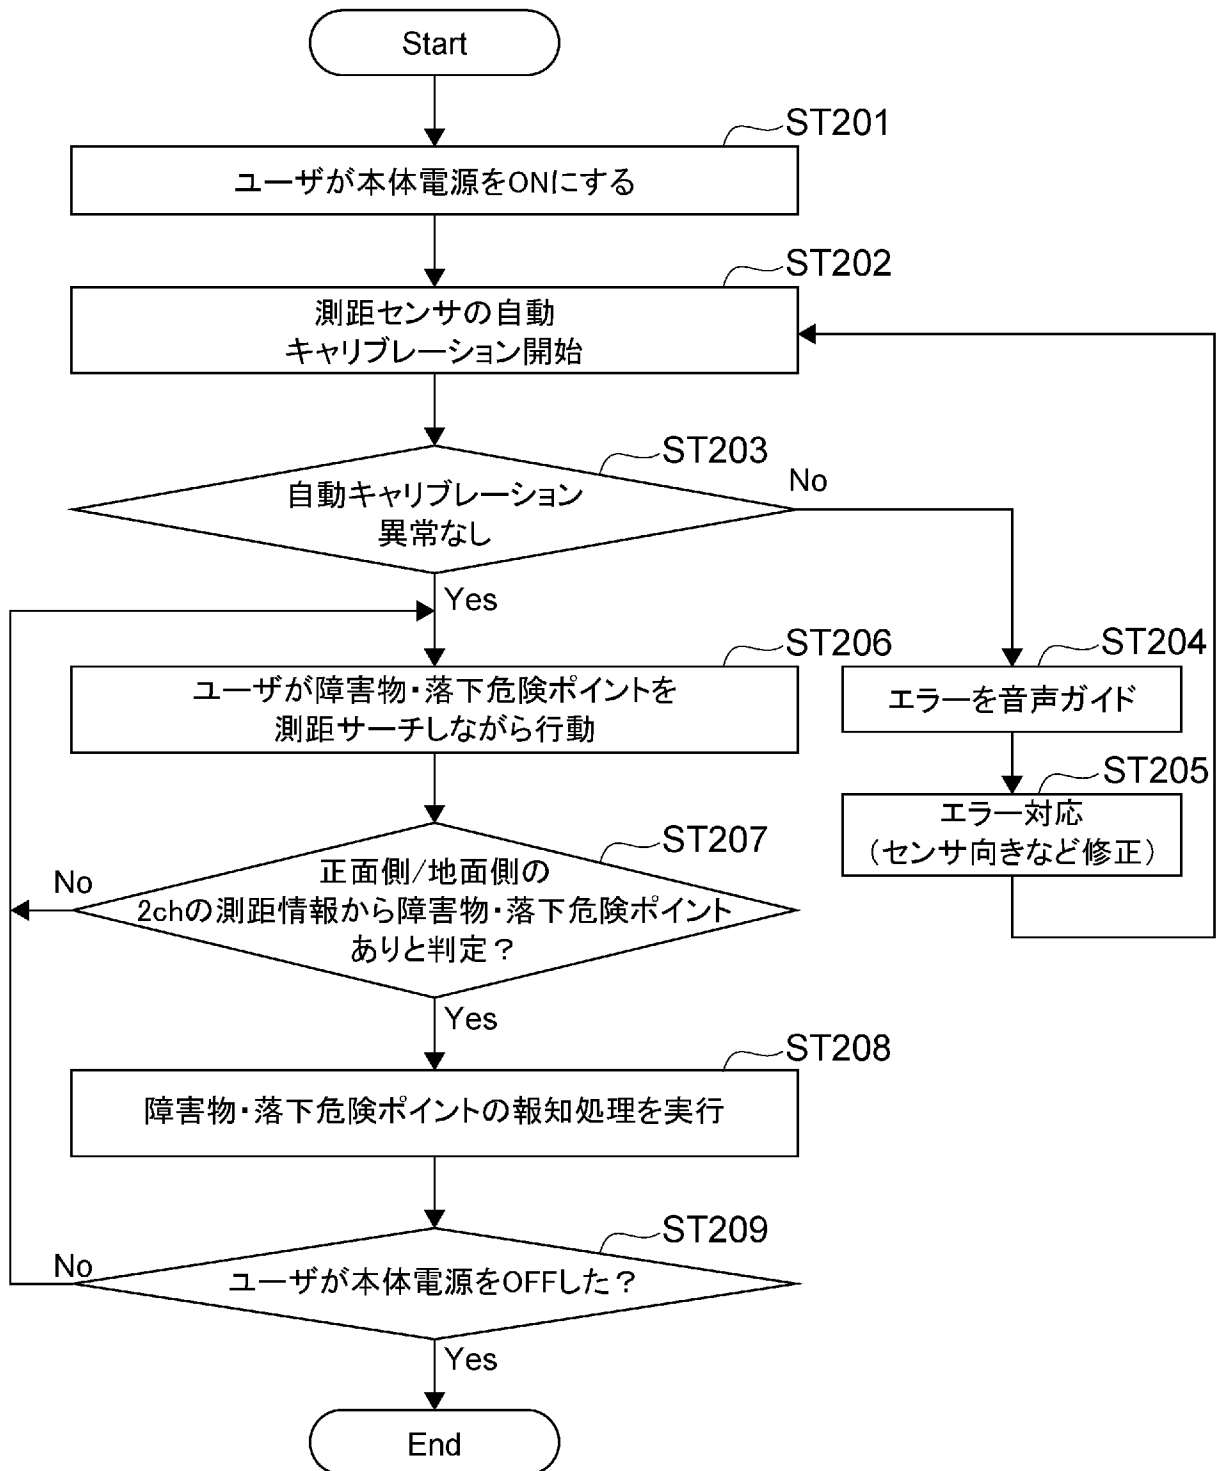 Start
ST201
ユーザが本体電源をONにする
ST202
測距センサの自動
キャリブレーション開始
ST203
自動キャリブレーション
異常なし
No
Yes
ST206
ユーザが障害物・落下危険ポイントを
測距サーチしながら行動
ST204
エラーを音声ガイド
ST205
エラー対応
(センサ向きなど修正)
ST207
正面側/地面側の
2chの測距情報から障害物・落下危険ポイント
ありと判定？
No
Yes
ST208
障害物・落下危険ポイントの報知処理を実行
ST209
ユーザが本体電源をOFFした？
No
Yes
End